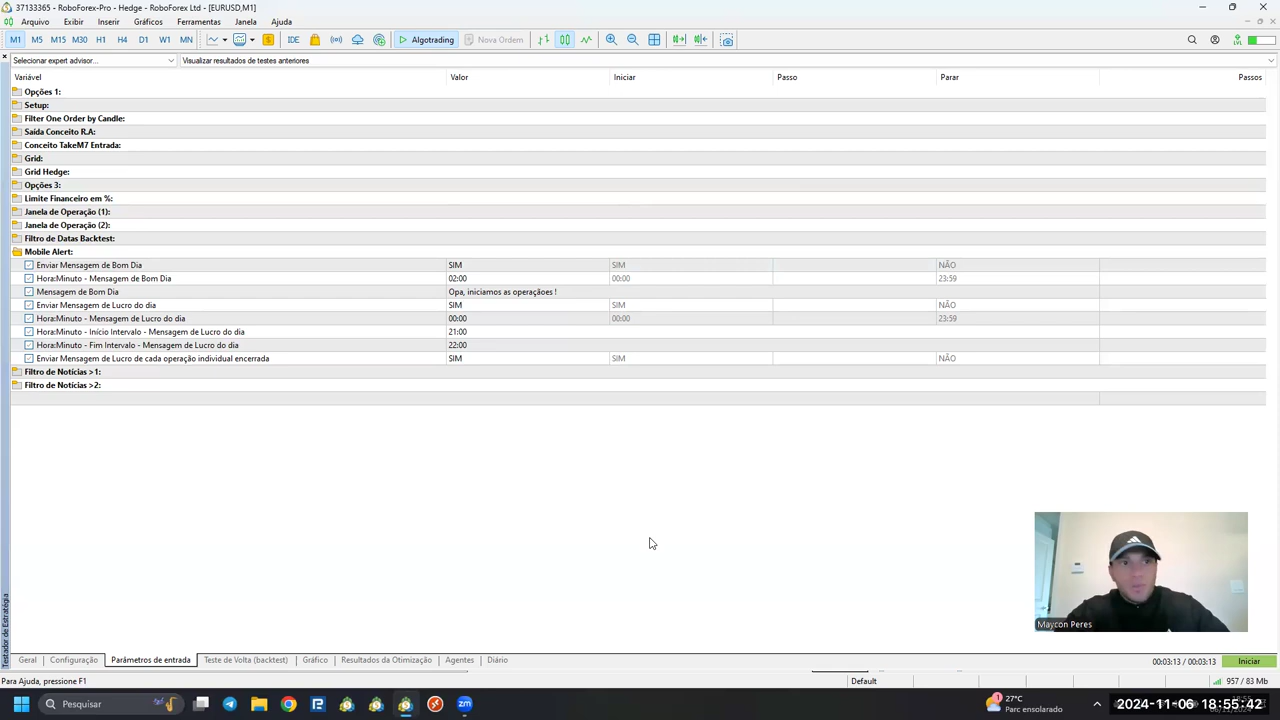 37133365 - RoboForex-Pro - Hedge - RoboForex Ltd - [EURUSD,M1]
Arquivo Exibir Inserir Gráficos Ferramentas Janela Ajuda
M1 M5 M15 M30 H1 H4 D1 W1 MN IDE Algotrading Nova Ordem
Selecionar expert advisor... Visualizar resultados de testes anteriores
Variável Valor Iniciar Passo Parar Passos
Opções 1:
Setup:
Filter One Order by Candle:
Saída Conceito R.A:
Conceito TakeM7 Entrada:
Grid:
Grid Hedge:
Opções 3:
Limite Financeiro em %:
Janela de Operação (1):
Janela de Operação (2):
Filtro de Datas Backtest:
Mobile Alert:
Enviar Mensagem de Bom Dia SIM SIM NÃO
Hora:Minuto - Mensagem de Bom Dia 02:00 00:00 23:59
Mensagem de Bom Dia Opa, iniciamos as operaçãoes !
Enviar Mensagem de Lucro do dia SIM SIM NÃO
Hora:Minuto - Mensagem de Lucro do dia 00:00 00:00 23:59
Hora:Minuto - Início Intervalo - Mensagem de Lucro do dia 21:00
Hora:Minuto - Fim Intervalo - Mensagem de Lucro do dia 22:00
Enviar Mensagem de Lucro de cada operação individual encerrada SIM SIM NÃO
Filtro de Notícias >1:
Filtro de Notícias >2:
Maycon Peres
Testador de Estratégia
Geral Configuração Parámetros de entrada Teste de Volta (backtest) Gráfico Resultados da Otimização Agentes Diário 00:03:13 / 00:03:13 Iniciar
Para Ajuda, pressione F1 Default 957 / 83 Mb
Pesquisar zm 27°C
Parc ensolarado
2024-11-06 18:55:42